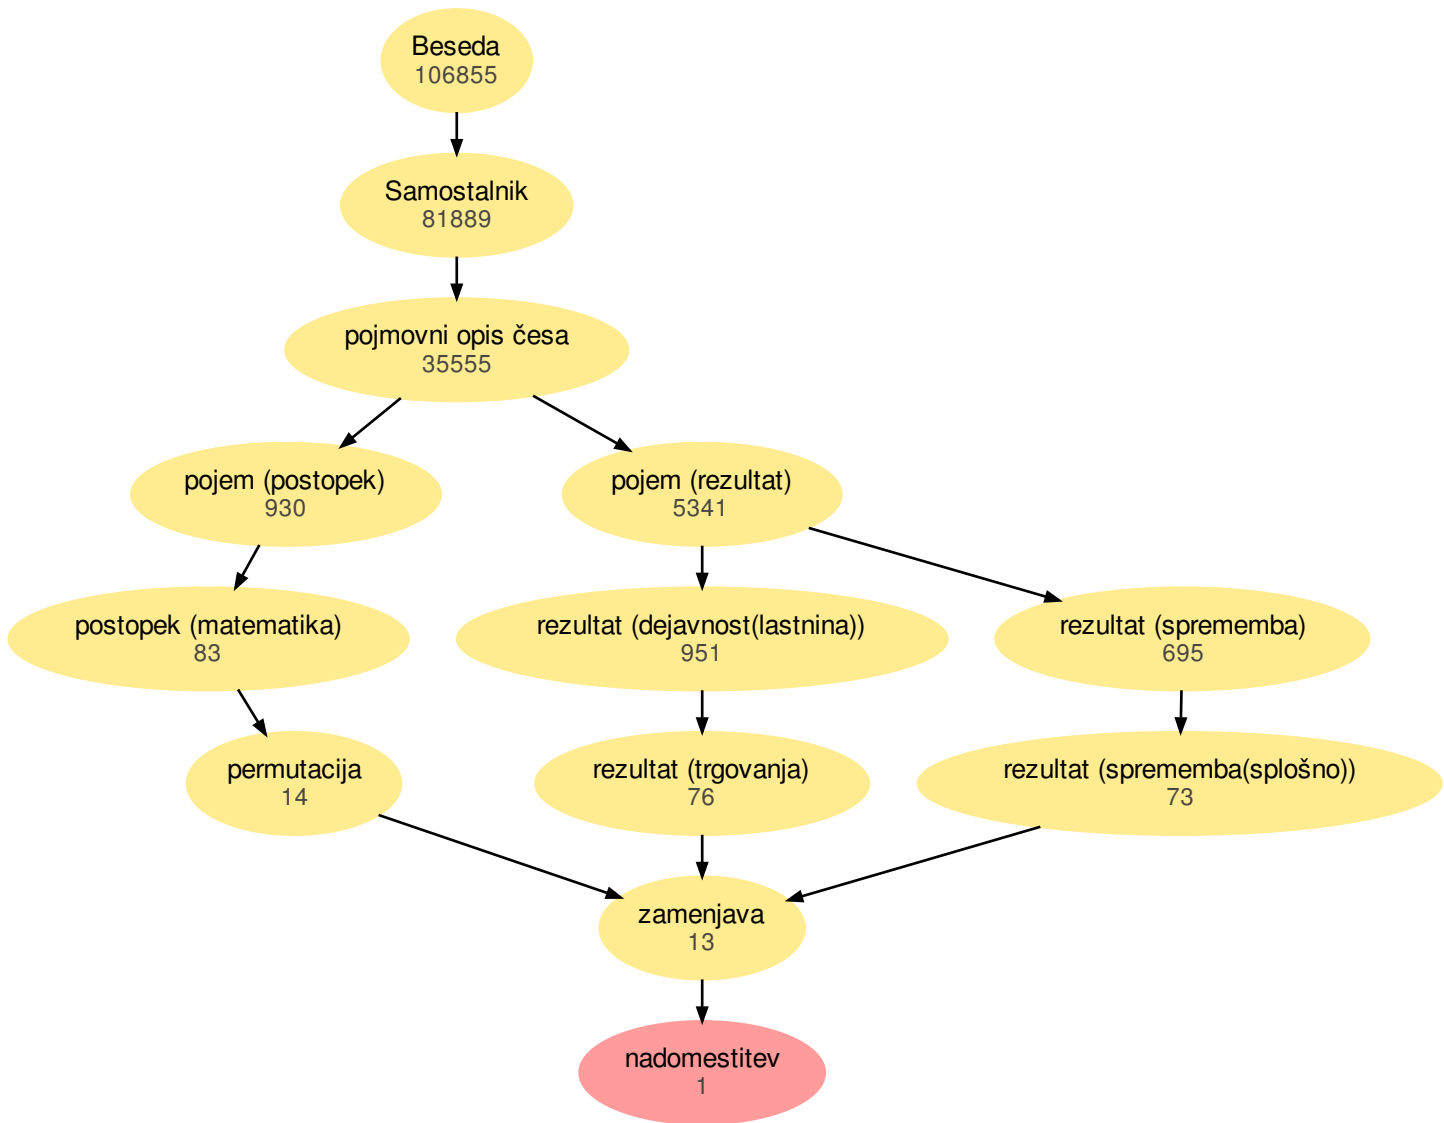 Beseda
106855
Samostalnik
81889
pojmovni opis česa
35555
pojem (postopek)
930
pojem (rezultat)
5341
postopek (matematika)
83
rezultat (dejavnost(lastnina))
951
rezultat (sprememba)
695
permutacija
14
rezultat (trgovanja)
76
rezultat (sprememba(splošno))
73
zamenjava
13
nadomestitev
1